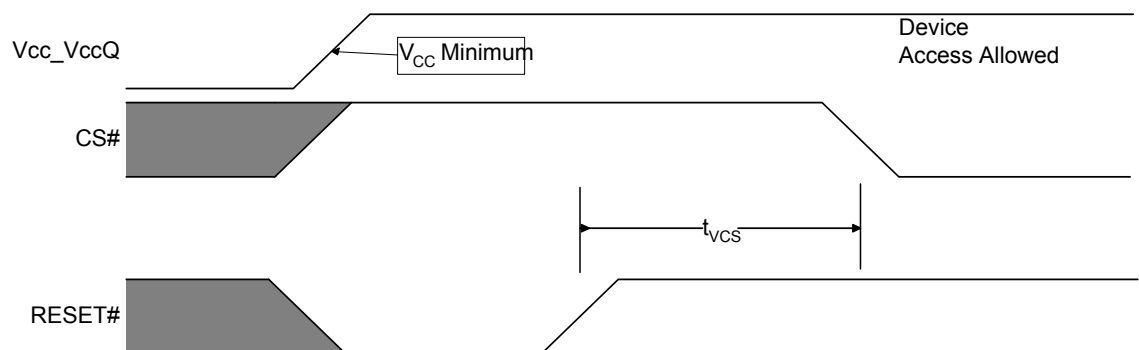 Vcc_VccQ
VCC Minimum
Device
Access Allowed
CS#
tVCS
RESET#